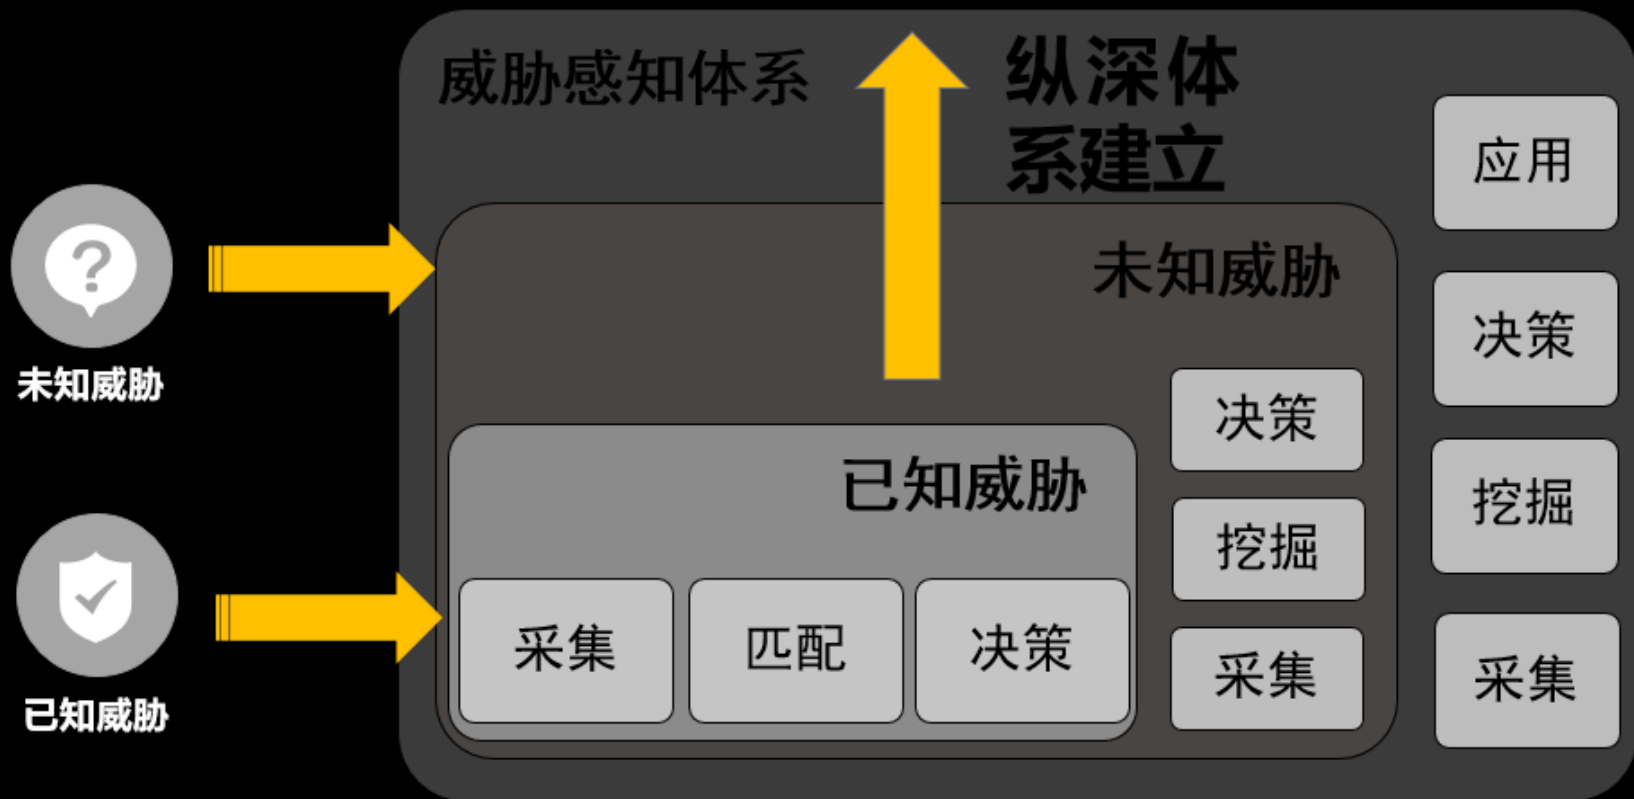 威胁感知体系
纵深体
系建立
应用
未知威胁
决策
未知威胁
决策
已知威胁
挖掘
挖掘
采集
匹配
决策
采集
采集
已知威胁